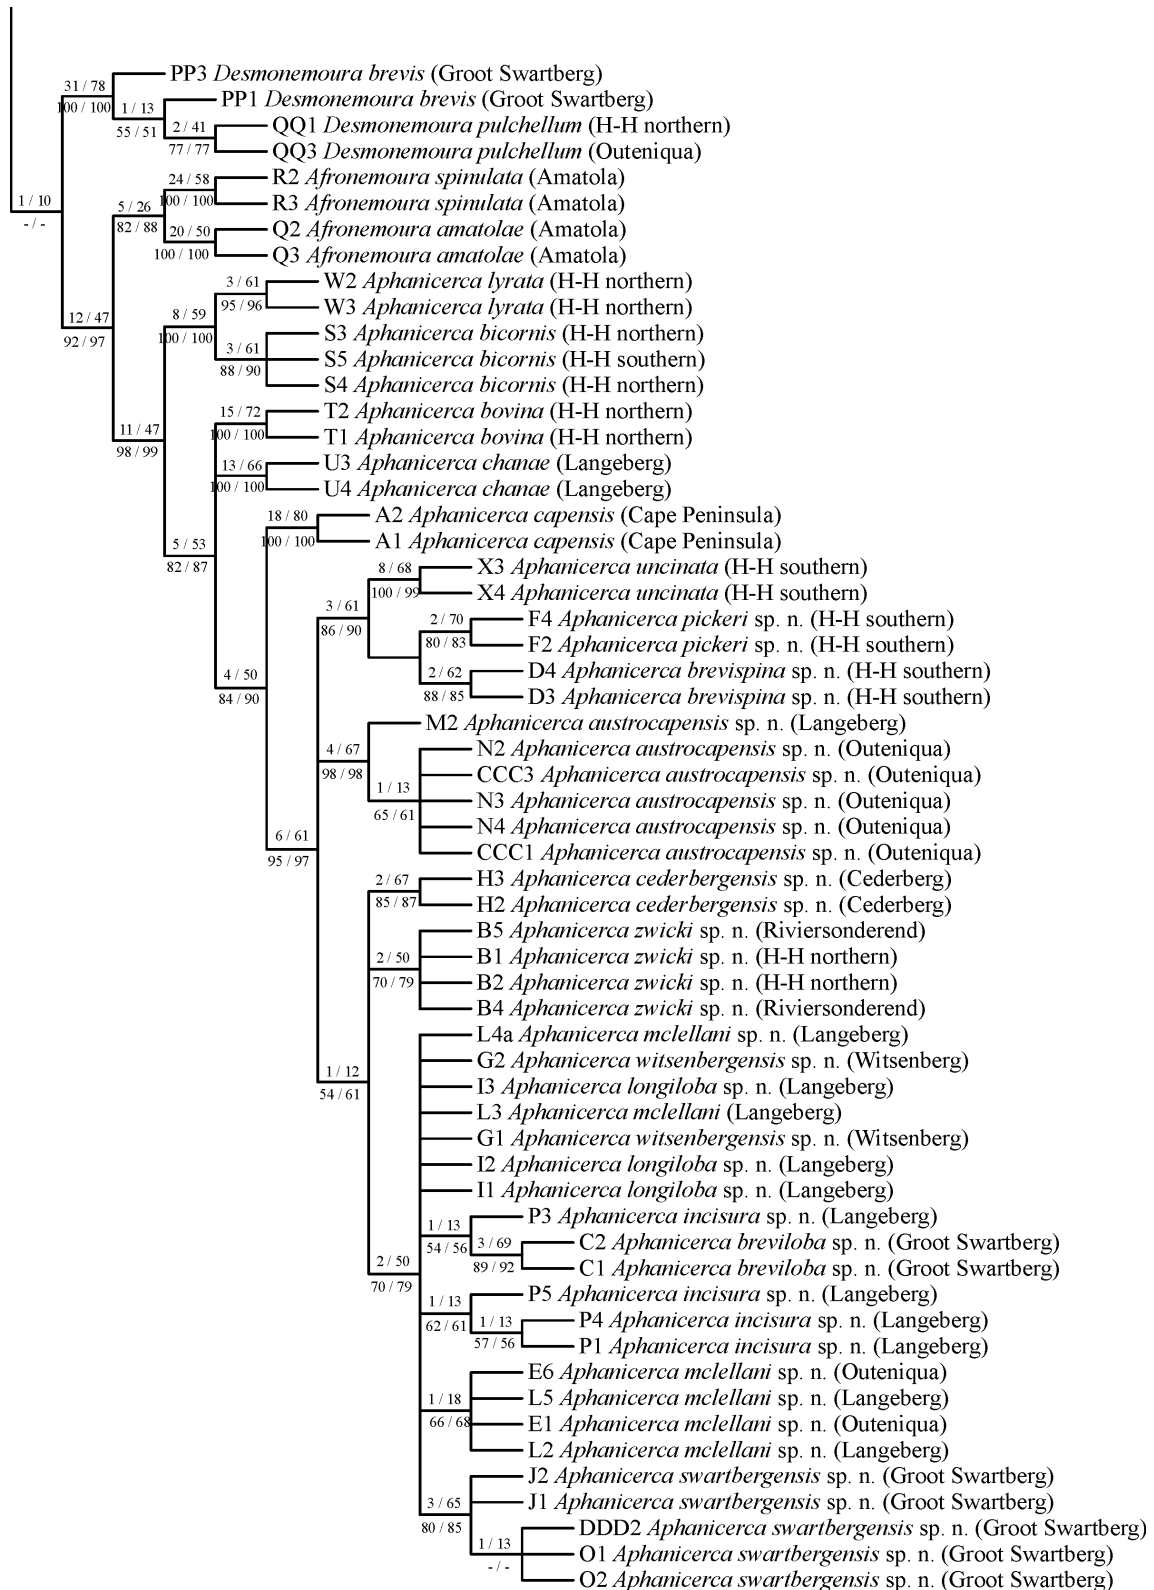 PP3 Desmonemoura brevis (Groot Swartberg)
31 / 78
100 / 100
PP1 Desmonemoura brevis (Groot Swartberg)
1 / 13
55 / 51
QQ1 Desmonemoura pulchellum (H-H northern)
2 / 41
77 / 77
QQ3 Desmonemoura pulchellum (Outeniqua)
R2 Afronemoura spinulata (Amatola)
24 / 58
100 / 100
R3 Afronemoura spinulata (Amatola)
1 / 10
- / -
5 / 26
82 / 88
Q2 Afronemoura amatolae (Amatola)
20 / 50
100 / 100
Q3 Afronemoura amatolae (Amatola)
W2 Aphanicerca lyrata (H-H northern)
3 / 61
95 / 96
W3 Aphanicerca lyrata (H-H northern)
12 / 47
92 / 97
8 / 59
100 / 100
S3 Aphanicerca bicornis (H-H northern)
3 / 61
88 / 90
S5 Aphanicerca bicornis (H-H southern)
S4 Aphanicerca bicornis (H-H northern)
T2 Aphanicerca bovina (H-H northern)
15 / 72
100 / 100
T1 Aphanicerca bovina (H-H northern)
11 / 47
98 / 99
U3 Aphanicerca chanae (Langeberg)
13 / 66
100 / 100
U4 Aphanicerca chanae (Langeberg)
A2 Aphanicerca capensis (Cape Peninsula)
18 / 80
100 / 100
A1 Aphanicerca capensis (Cape Peninsula)
5 / 53
82 / 87
X3 Aphanicerca uncinata (H-H southern)
8 / 68
100 / 99
X4 Aphanicerca uncinata (H-H southern)
3 / 61
86 / 90
F4 Aphanicerca pickeri sp. n. (H-H southern)
2 / 70
80 / 83
F2 Aphanicerca pickeri sp. n. (H-H southern)
D4 Aphanicerca brevispina sp. n. (H-H southern)
2 / 62
88 / 85
D3 Aphanicerca brevispina sp. n. (H-H southern)
4 / 50
84 / 90
M2 Aphanicerca austrocapensis sp. n. (Langeberg)
4 / 67
98 / 98
N2 Aphanicerca austrocapensis sp. n. (Outeniqua)
CCC3 Aphanicerca austrocapensis sp. n. (Outeniqua)
1 / 13
65 / 61
N3 Aphanicerca austrocapensis sp. n. (Outeniqua)
N4 Aphanicerca austrocapensis sp. n. (Outeniqua)
6 / 61
95 / 97
CCC1 Aphanicerca austrocapensis sp. n. (Outeniqua)
H3 Aphanicerca cederbergensis sp. n. (Cederberg)
2 / 67
85 / 87
H2 Aphanicerca cederbergensis sp. n. (Cederberg)
B5 Aphanicerca zwicki sp. n. (Riviersonderend)
B1 Aphanicerca zwicki sp. n. (H-H northern)
2 / 50
70 / 79
B2 Aphanicerca zwicki sp. n. (H-H northern)
B4 Aphanicerca zwicki sp. n. (Riviersonderend)
L4a Aphanicerca mclellani sp. n. (Langeberg)
G2 Aphanicerca witsenbergensis sp. n. (Witsenberg)
1 / 12
54 / 61
I3 Aphanicerca longiloba sp. n. (Langeberg)
L3 Aphanicerca mclellani (Langeberg)
G1 Aphanicerca witsenbergensis sp. n. (Witsenberg)
I2 Aphanicerca longiloba sp. n. (Langeberg)
I1 Aphanicerca longiloba sp. n. (Langeberg)
P3 Aphanicerca incisura sp. n. (Langeberg)
1 / 13
54 / 56
C2 Aphanicerca breviloba sp. n. (Groot Swartberg)
3 / 69
89 / 92
C1 Aphanicerca breviloba sp. n. (Groot Swartberg)
2 / 50
70 / 79
P5 Aphanicerca incisura sp. n. (Langeberg)
1 / 13
62 / 61
P4 Aphanicerca incisura sp. n. (Langeberg)
1 / 13
57 / 56
P1 Aphanicerca incisura sp. n. (Langeberg)
E6 Aphanicerca mclellani sp. n. (Outeniqua)
L5 Aphanicerca mclellani sp. n. (Langeberg)
1 / 18
66 / 68
E1 Aphanicerca mclellani sp. n. (Outeniqua)
L2 Aphanicerca mclellani sp. n. (Langeberg)
J2 Aphanicerca swartbergensis sp. n. (Groot Swartberg)
J1 Aphanicerca swartbergensis sp. n. (Groot Swartberg)
3 / 65
80 / 85
DDD2 Aphanicerca swartbergensis sp. n. (Groot Swartberg)
1 / 13
- / -
O1 Aphanicerca swartbergensis sp. n. (Groot Swartberg)
O2 Aphanicerca swartbergensis sp. n. (Groot Swartberg)